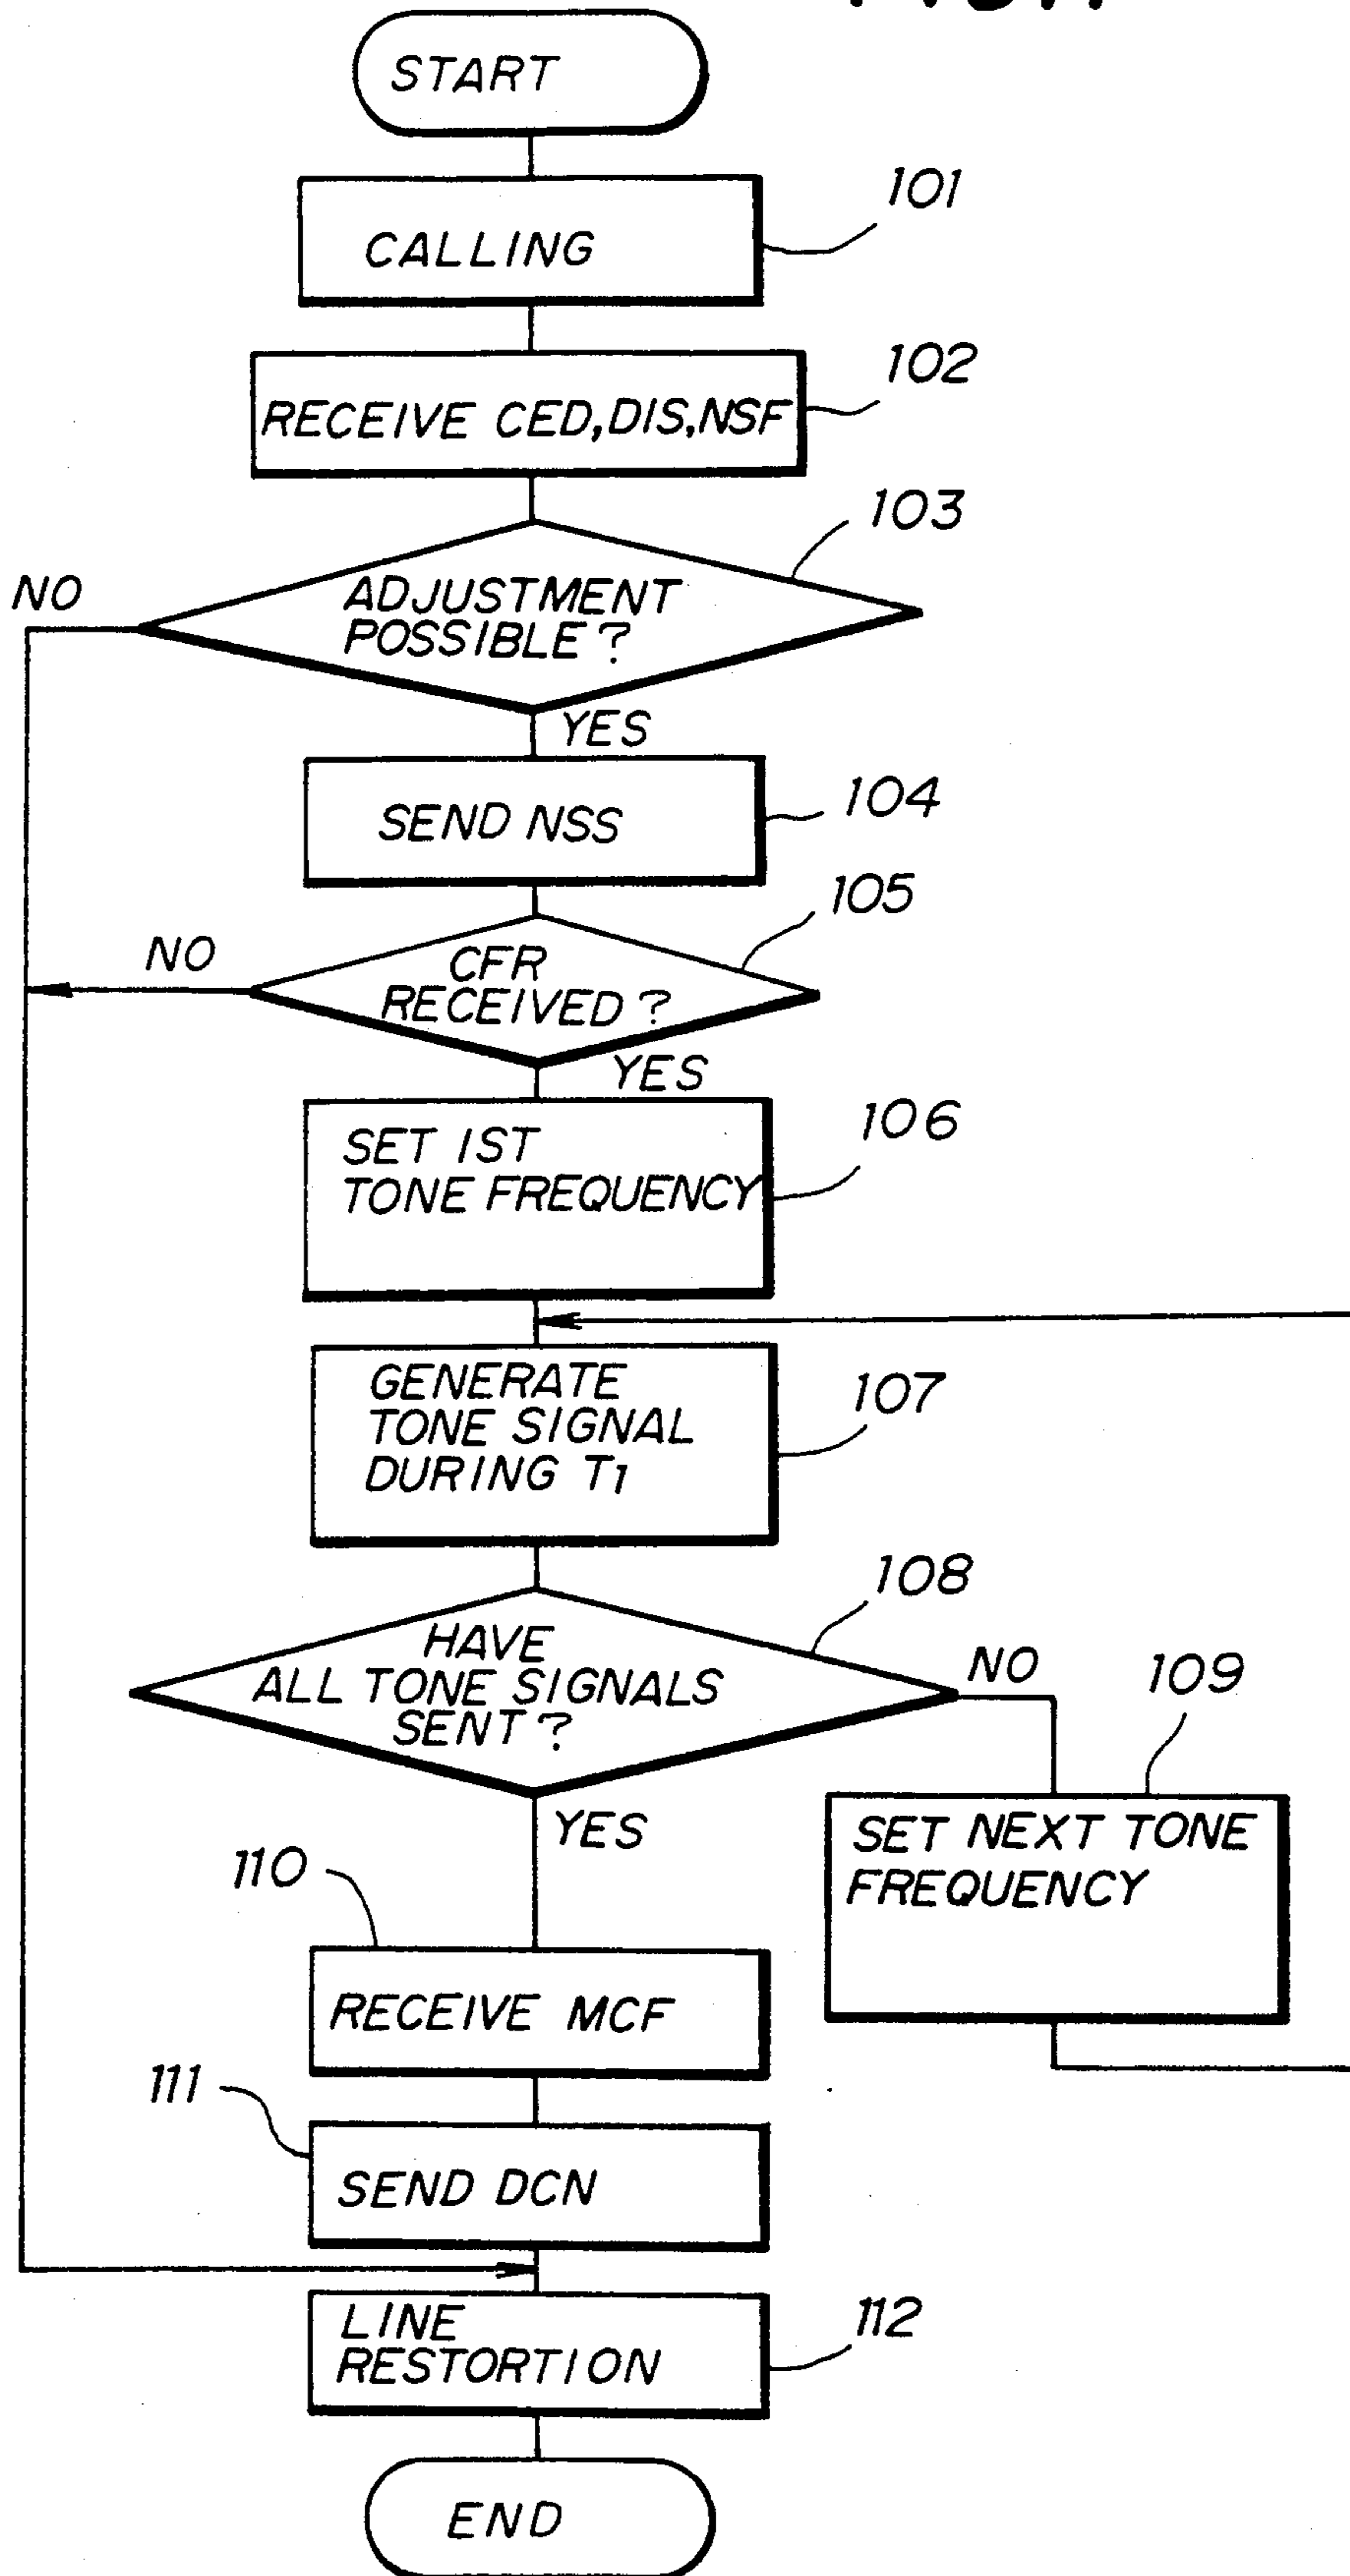 START
CALLING
101
RECEIVE CED,DIS,NSF
102
103
NO
ADJUSTMENT
POSSIBLE?
YES
SEND NSS
104
105
NO
CFR
RECEIVED?
YES
106
SET 1ST
TONE FREQUENCY
GENERATE
TONE SIGNAL
DURING T1
107
108
HAVE
ALL TONE SIGNALS
SENT?
NO
109
YES
SET NEXT TONE
FREQUENCY
110
RECEIVE MCF
111
SEND DCN
LINE
RESTORTION
112
END